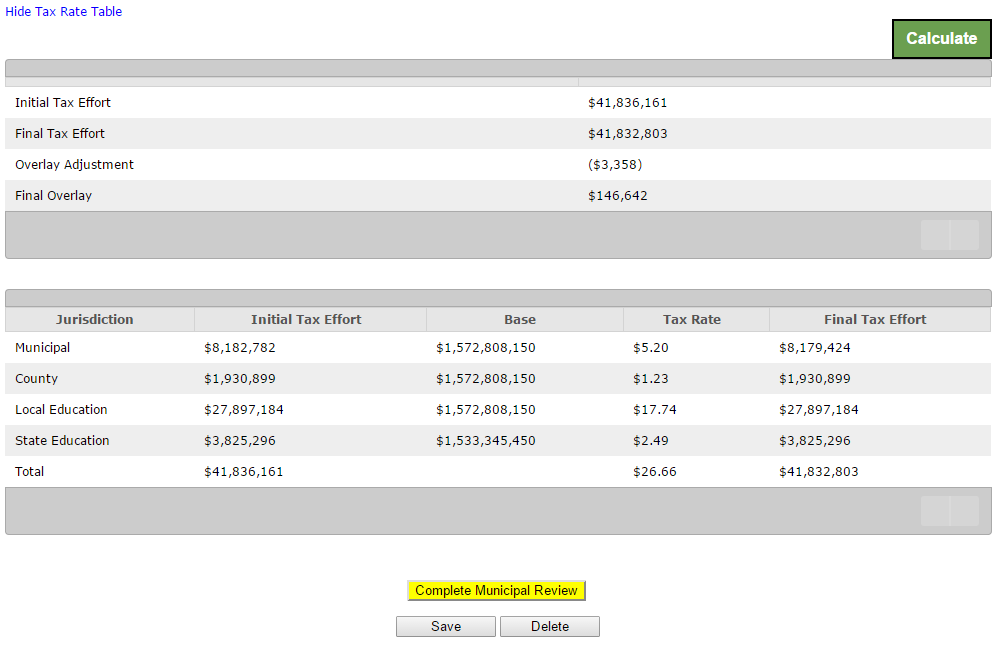 Hide Tax Rate Table
Calculate
Initial Tax Effort $41,836,161
Final Tax Effort $41,832,803
Overlay Adjustment ($3,358)
Final Overlay $146,642
Jurisdiction Initial Tax Effort Base Tax Rate Final Tax Effort
Municipal $8,182,782 $1,572,808,150 $5.20 $8,179,424
County $1,930,899 $1,572,808,150 $1.23 $1,930,899
Local Education $27,897,184 $1,572,808,150 $17.74 $27,897,184
State Education $3,825,296 $1,533,345,450 $2.49 $3,825,296
Total $41,836,161 $26.66 $41,832,803
Complete Municipal Review
Save Delete